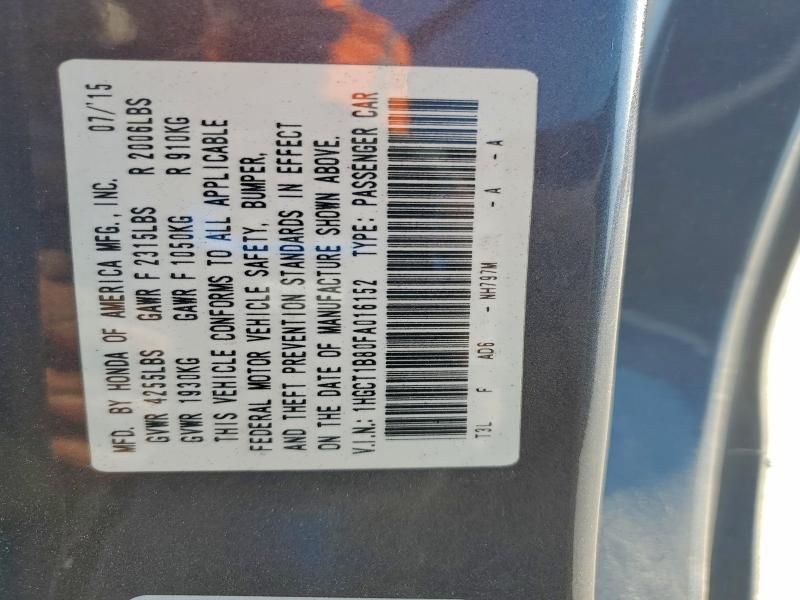 MFD. BY HONDA OF AMERICA MFG., INC. 07/'15
GVWR 4255LBS GAWR F 2315LBS R 2006LBS
GVWR 1930KG GAWR F 1050KG R 910KG
THIS VEHICLE CONFORMS TO ALL APPLICABLE
FEDERAL MOTOR VEHICLE SAFETY, BUMPER,
AND THEFT PREVENTION STANDARDS IN EFFECT
ON THE DATE OF MANUFACTURE SHOWN ABOVE.
V.I.N.: 1HGCT1B80FA016152 TYPE: PASSENGER CAR
T3L F AD6 - NH797M - A - A